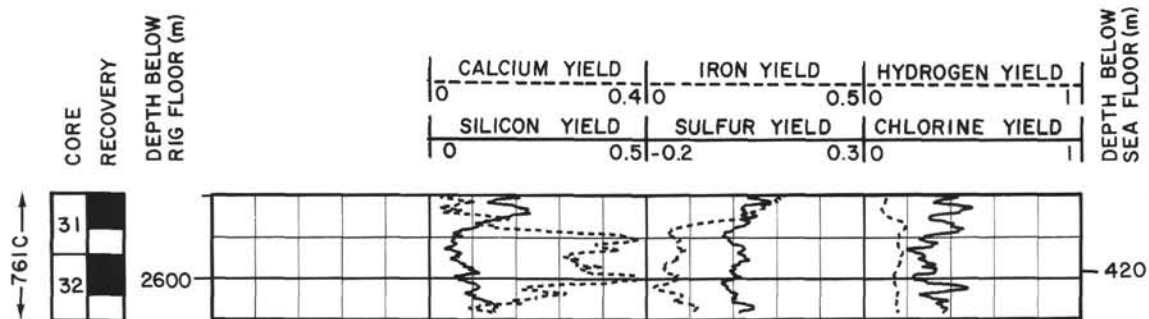 CORE
RECOVERY
DEPTH BELOW
RIG FLOOR (m)
CALCIUM YIELD
0 0.4
IRON YIELD
0 0.5
HYDROGEN YIELD
0 1
SILICON YIELD
0 0.5
SULFUR YIELD
-0.2 0.3
CHLORINE YIELD
0 1
DEPTH BELOW
SEA FLOOR (m)
761C
31
32
2600
420